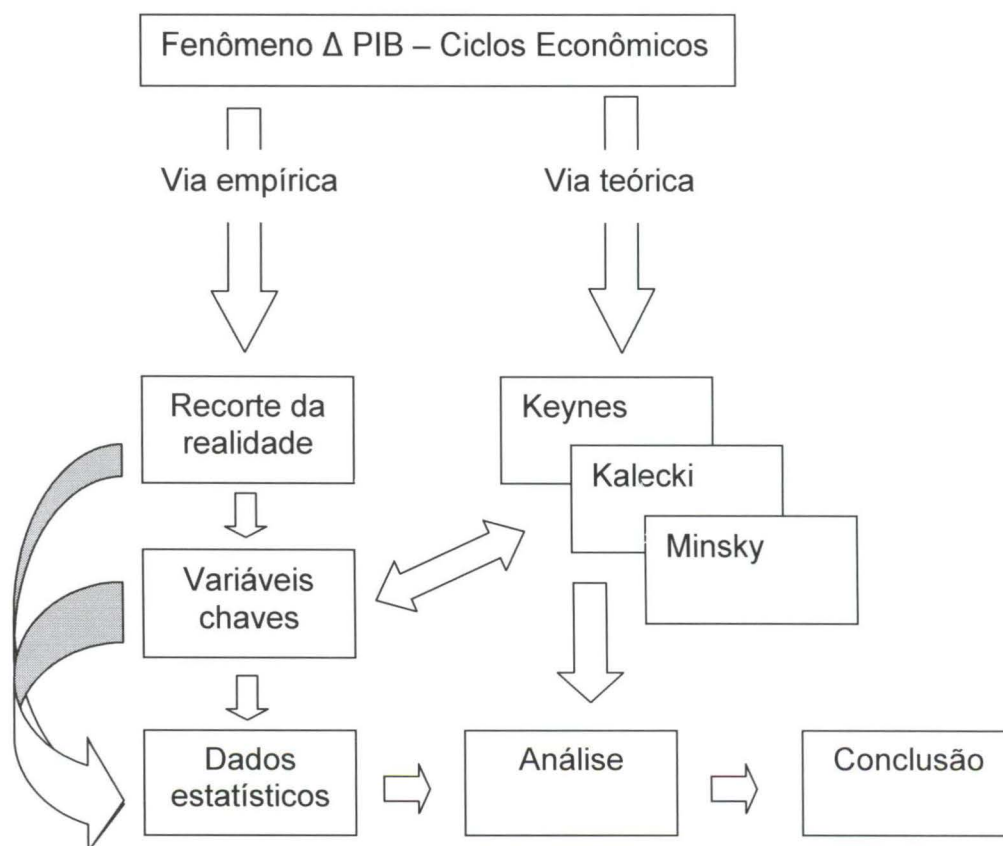 Fenômeno Δ PIB – Ciclos Econômicos
Via empírica
Via teórica
Recorte da
realidade
Keynes
Kalecki
Minsky
Variáveis
chaves
Dados
estatísticos
Análise
Conclusão